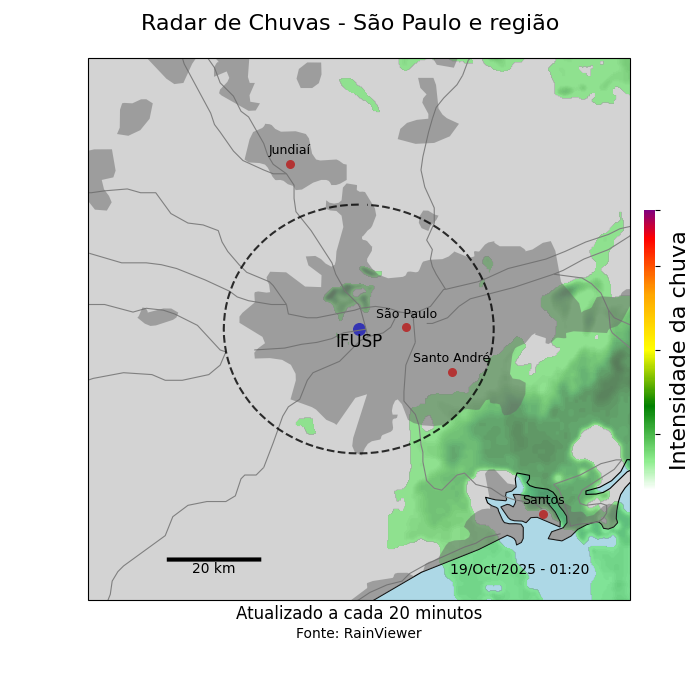 Radar de Chuvas - São Paulo e região
Jundiaí
São Paulo
IFUSP
Santo André
Santos
20 km
19/Oct/2025 - 01:20
Intensidade da chuva
Atualizado a cada 20 minutos
Fonte: RainViewer